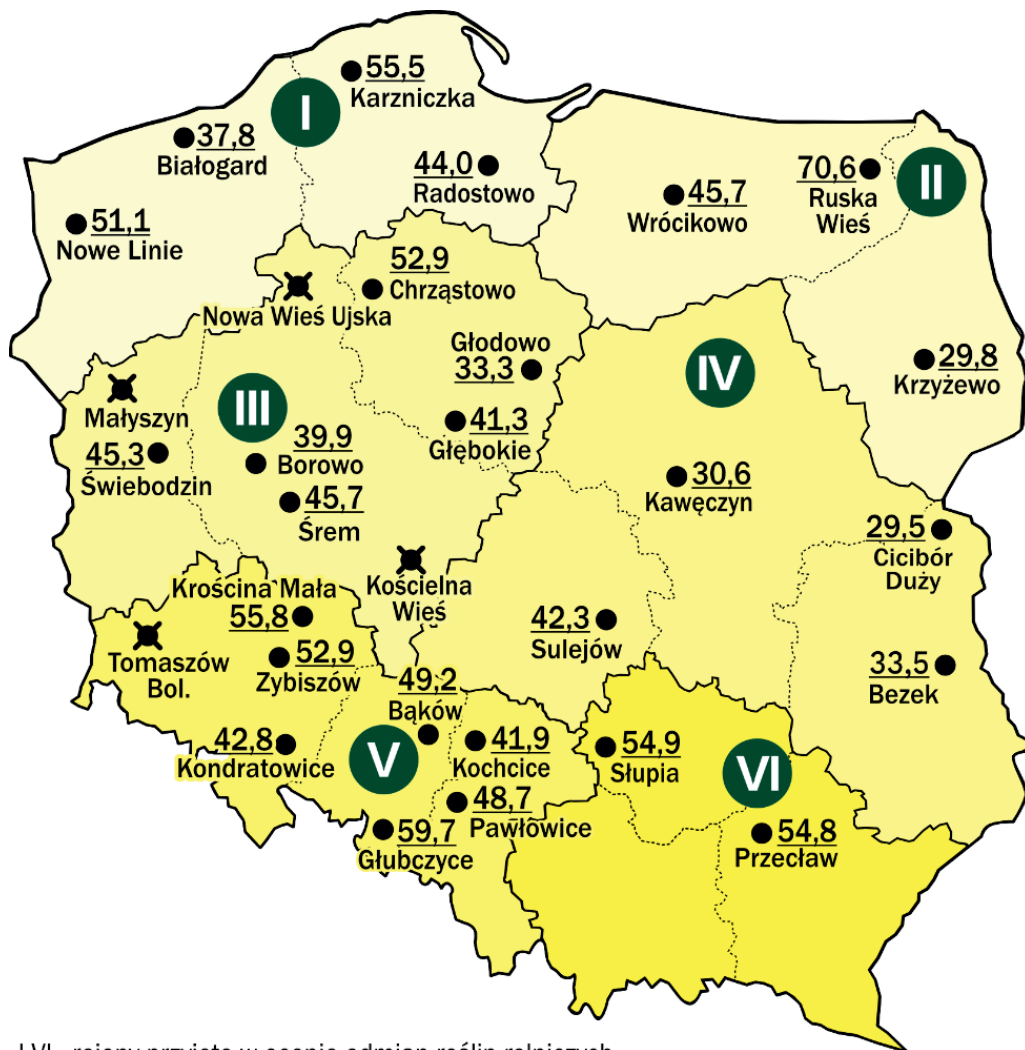 55,5
Karzniczka
I
37,8
Białogard
44,0
Radostowo
70,6
Ruska
Wieś
II
45,7
Wrócikowo
51,1
Nowe Linie
52,9
Chrząstowo
Nowa Wieś Ujska
Głodowo
33,3
IV
29,8
Krzyżewo
Małyszyn
III
41,3
Głębokie
39,9
Borowo
45,3
Świebodzin
30,6
Kawęczyn
45,7
Śrem
29,5
Cicibór
Duży
Kościelna
Wieś
Krościna Mała
55,8
42,3
Sulejów
Tomaszów
Bol.
52,9
Zybiszów
33,5
Bezek
49,2
Bąków
42,8
Kondratowice
V
41,9
Kochcice
54,9
Słupia
VI
48,7
Pawłowice
59,7
Głubczyce
54,8
Przecław